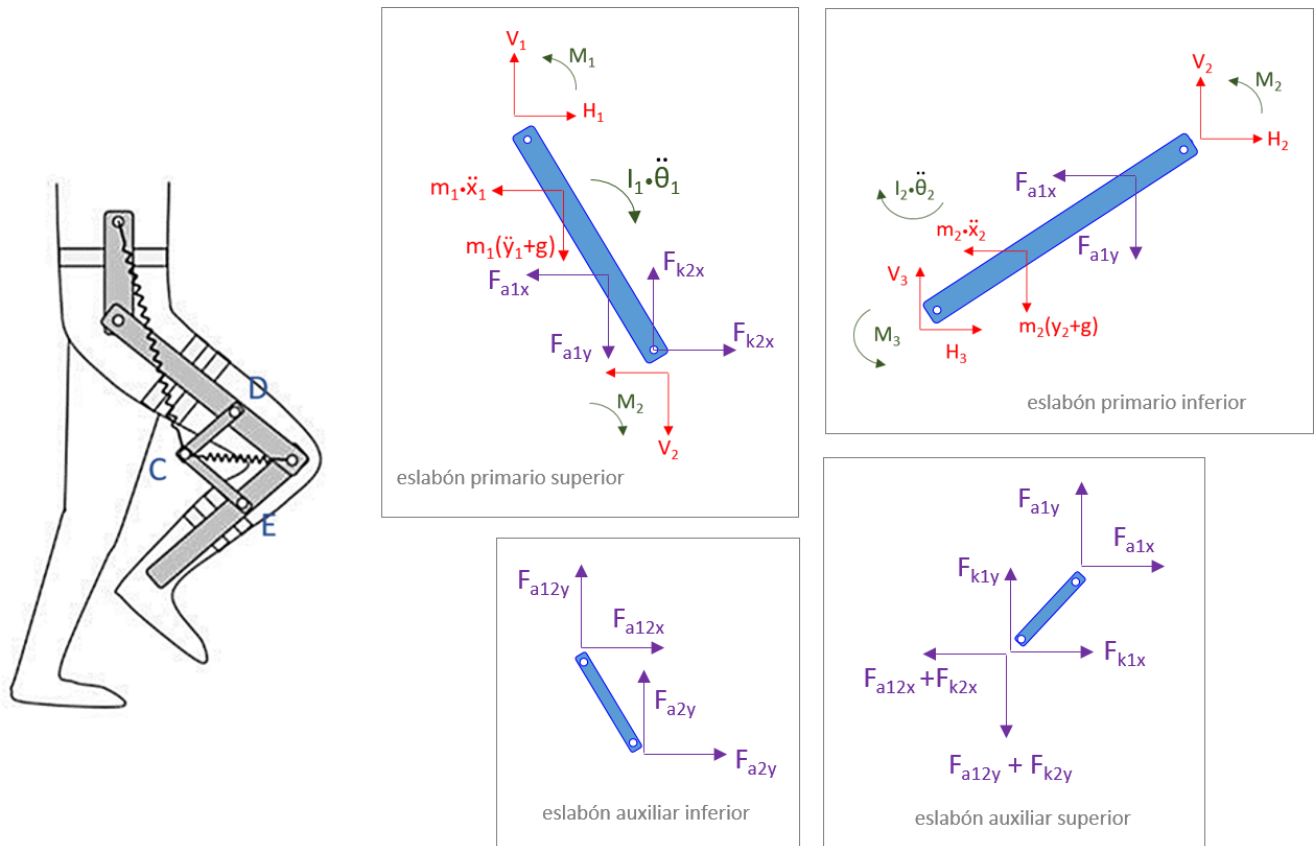 D
C
E
V1
M1
H1
I1•θ̈1
m1•ẍ1
m1(ÿ1+g)
Fk2x
Fa1x
Fa1y
Fk2x
M2
V2
eslabón primario superior
V2
M2
H2
Fa1x
I2•θ̈2
m2•ẍ2
Fa1y
V3
m2(y2+g)
M3
H3
eslabón primario inferior
Fa12y
Fa12x
Fa2y
Fa2y
eslabón auxiliar inferior
Fa1y
Fa1x
Fk1y
Fk1x
Fa12x +Fk2x
Fa12y + Fk2y
eslabón auxiliar superior